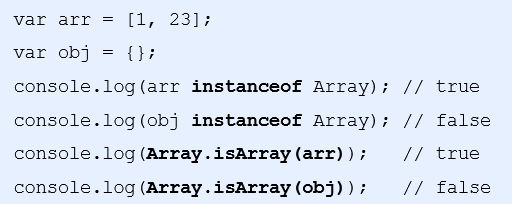 var arr = [1, 23];
var obj = {};
console.log(arr instanceof Array); // true
console.log(obj instanceof Array); // false
console.log(Array.isArray(arr));   // true
console.log(Array.isArray(obj));   // false